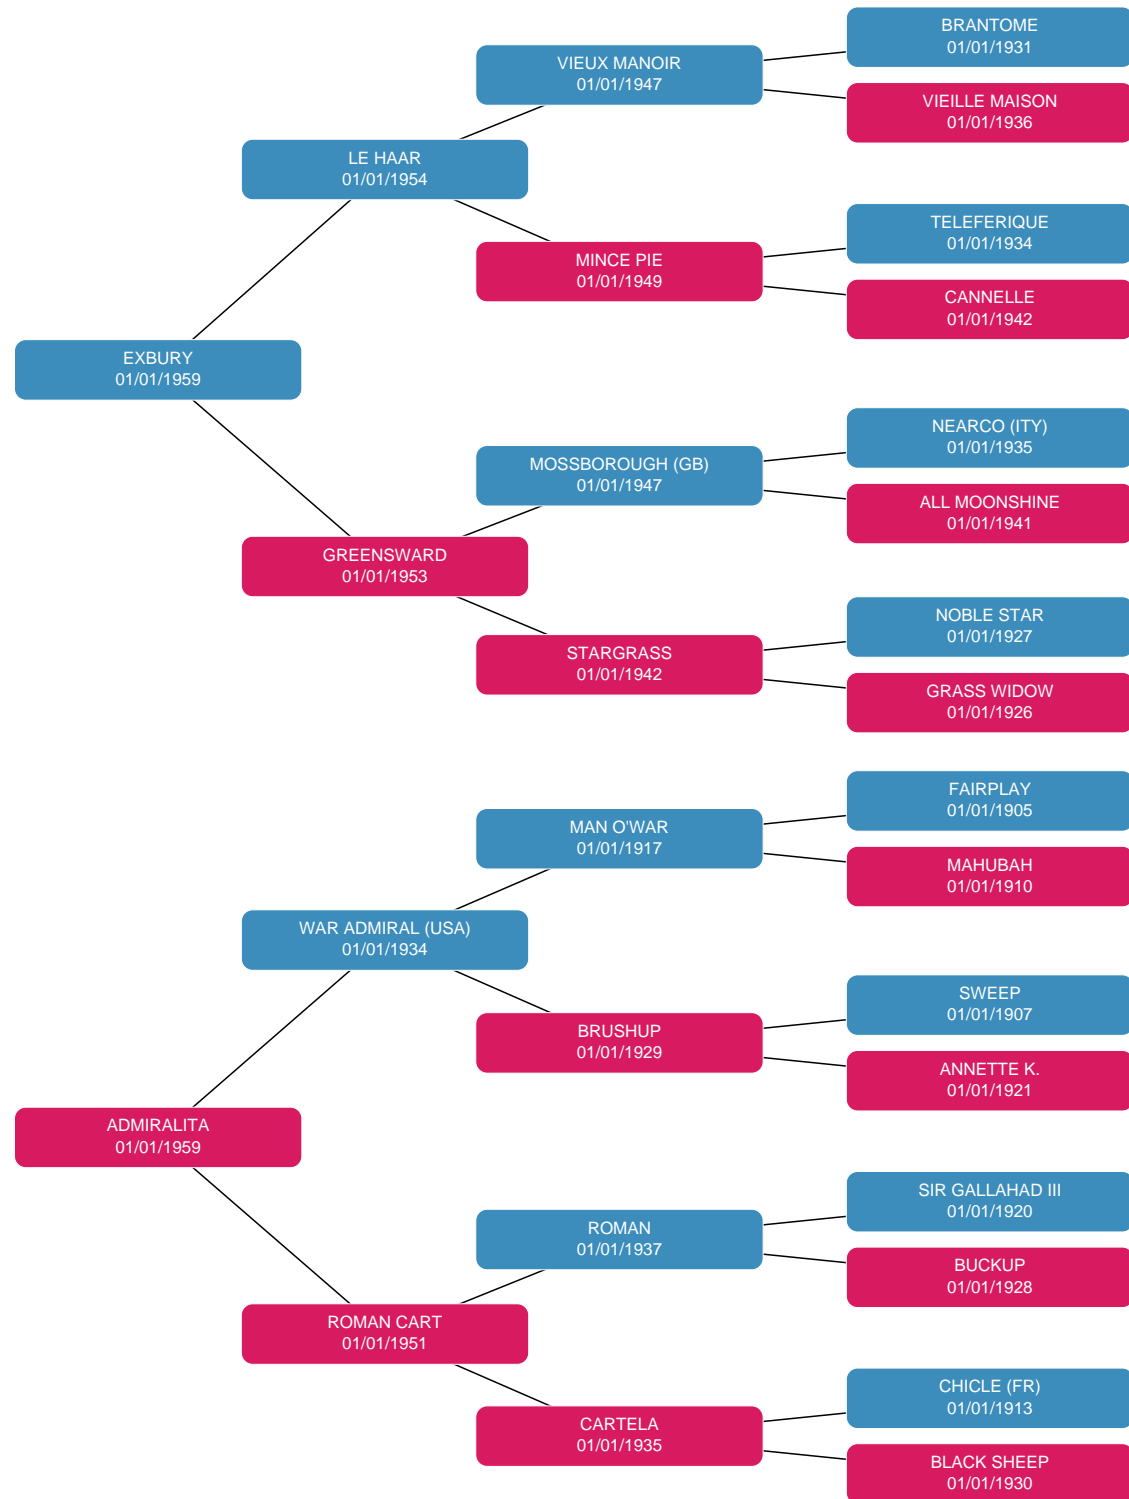 BRANTOME
01/01/1931
VIEUX MANOIR
01/01/1947
VIEILLE MAISON
01/01/1936
LE HAAR
01/01/1954
TELEFERIQUE
01/01/1934
MINCE PIE
01/01/1949
CANNELLE
01/01/1942
EXBURY
01/01/1959
NEARCO (ITY)
01/01/1935
MOSSBOROUGH (GB)
01/01/1947
ALL MOONSHINE
01/01/1941
GREENSWARD
01/01/1953
NOBLE STAR
01/01/1927
STARGRASS
01/01/1942
GRASS WIDOW
01/01/1926
FAIRPLAY
01/01/1905
MAN O'WAR
01/01/1917
MAHUBAH
01/01/1910
WAR ADMIRAL (USA)
01/01/1934
SWEEP
01/01/1907
BRUSHUP
01/01/1929
ANNETTE K.
01/01/1921
ADMIRALITA
01/01/1959
SIR GALLAHAD III
01/01/1920
ROMAN
01/01/1937
BUCKUP
01/01/1928
ROMAN CART
01/01/1951
CHICLE (FR)
01/01/1913
CARTELA
01/01/1935
BLACK SHEEP
01/01/1930